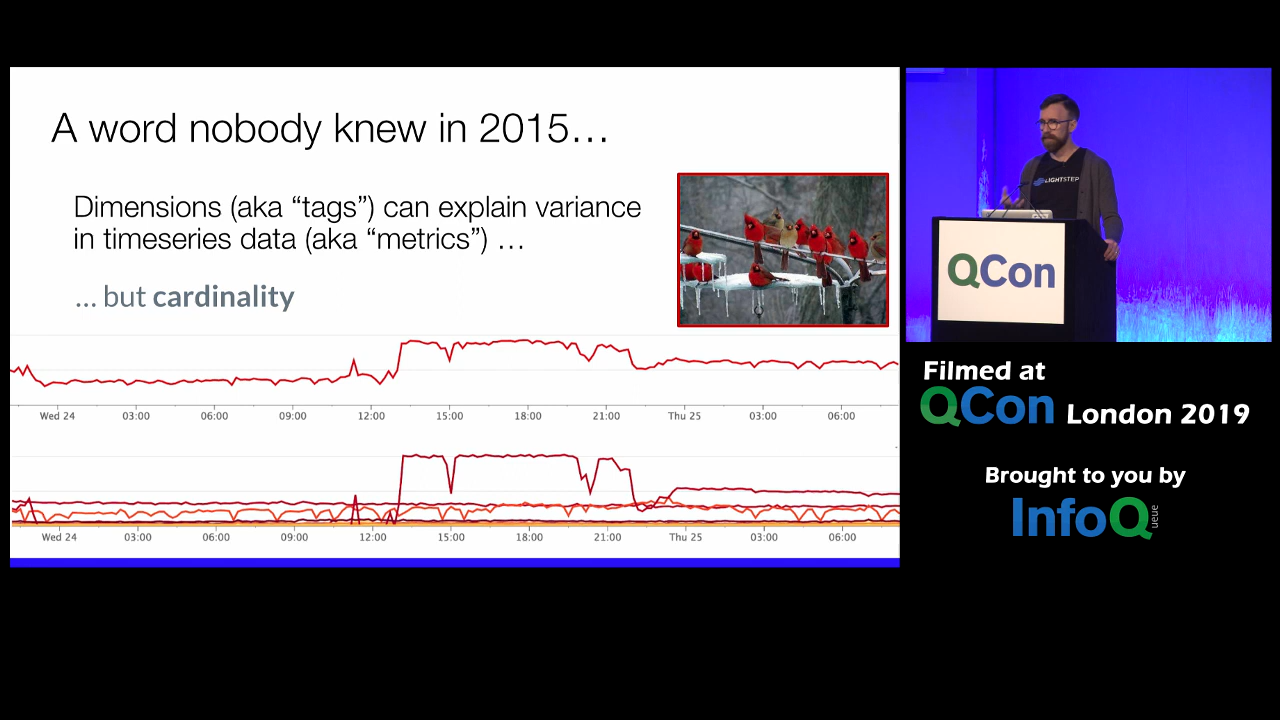 A word nobody knew in 2015…
Dimensions (aka “tags”) can explain variance
in timeseries data (aka “metrics”) …
… but cardinality
Wed 24 03:00 06:00 09:00 12:00 15:00 18:00 21:00 Thu 25 03:00 06:00
Wed 24 03:00 06:00 09:00 12:00 15:00 18:00 21:00 Thu 25 03:00 06:00
LIGHTSTEP
QCon
Filmed at
QCon London 2019
Brought to you by
InfoQ
ueue